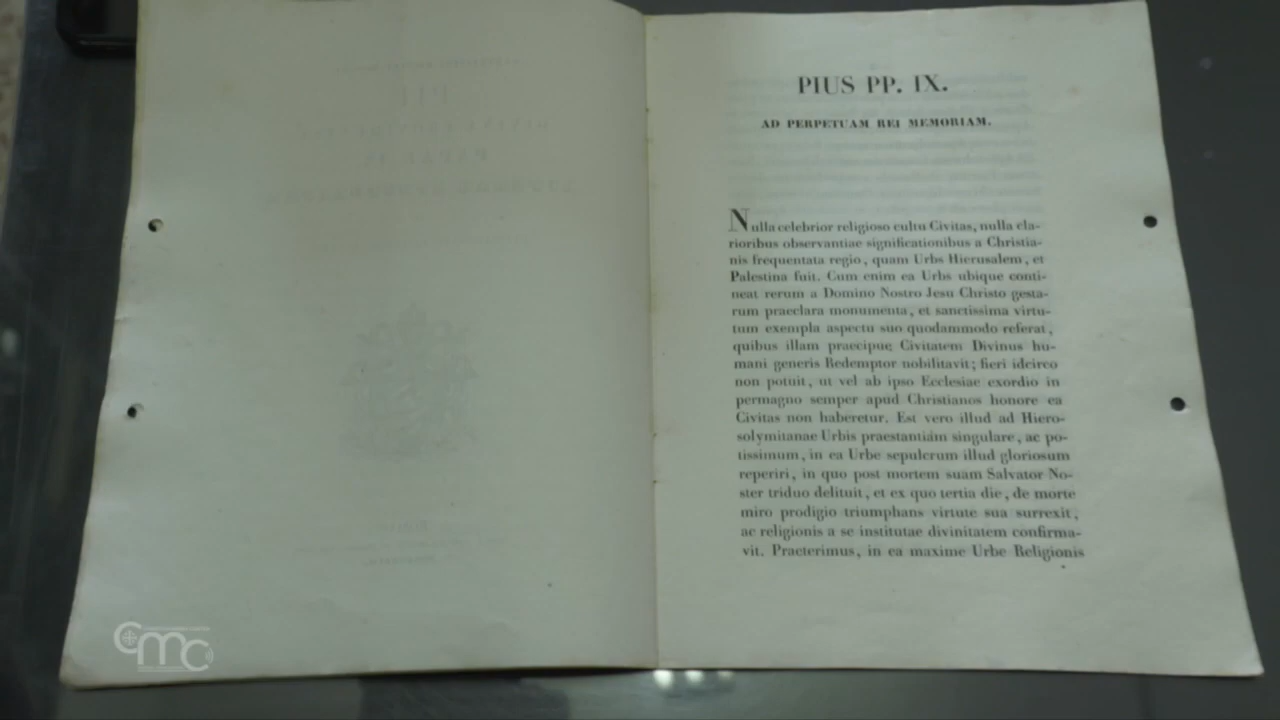 PIUS PP. IX.
AD PERPETUAM REI MEMORIAM.
Nulla celebrior religioso cultu Civitas, nulla cla-
rioribus observantiae significationibus a Christia-
nis frequentata regio, quam Urbs Hierusalem, et
Palestina fuit. Cum enim ea Urbs ubique conti-
neat rerum a Domino Nostro Jesu Christo gesta-
rum praeclara monumenta, et sanctissima virtu-
tum exempla aspectu suo quodammodo referat,
quibus illam praecipue Civitatem Divinus hu-
mani generis Redemptor nobilitavit; fieri idcirco
non potuit, ut vel ab ipso Ecclesiae exordio in
permagno semper apud Christianos honore ea
Civitas non haberetur. Est vero illud ad Hiero-
solymitanae Urbis praestantiam singulare, ac po-
tissimum, in ea Urbe sepulcrum illud gloriosum
reperiri, in quo post mortem suam Salvator No-
ster triduo delituit, et ex quo tertia die, de morte
miro prodigio triumphans virtute sua surrexit,
ac religionis a se institutae divinitatem confirma-
vit. Praeterimus, in ea maxime Urbe Religionis
CMC